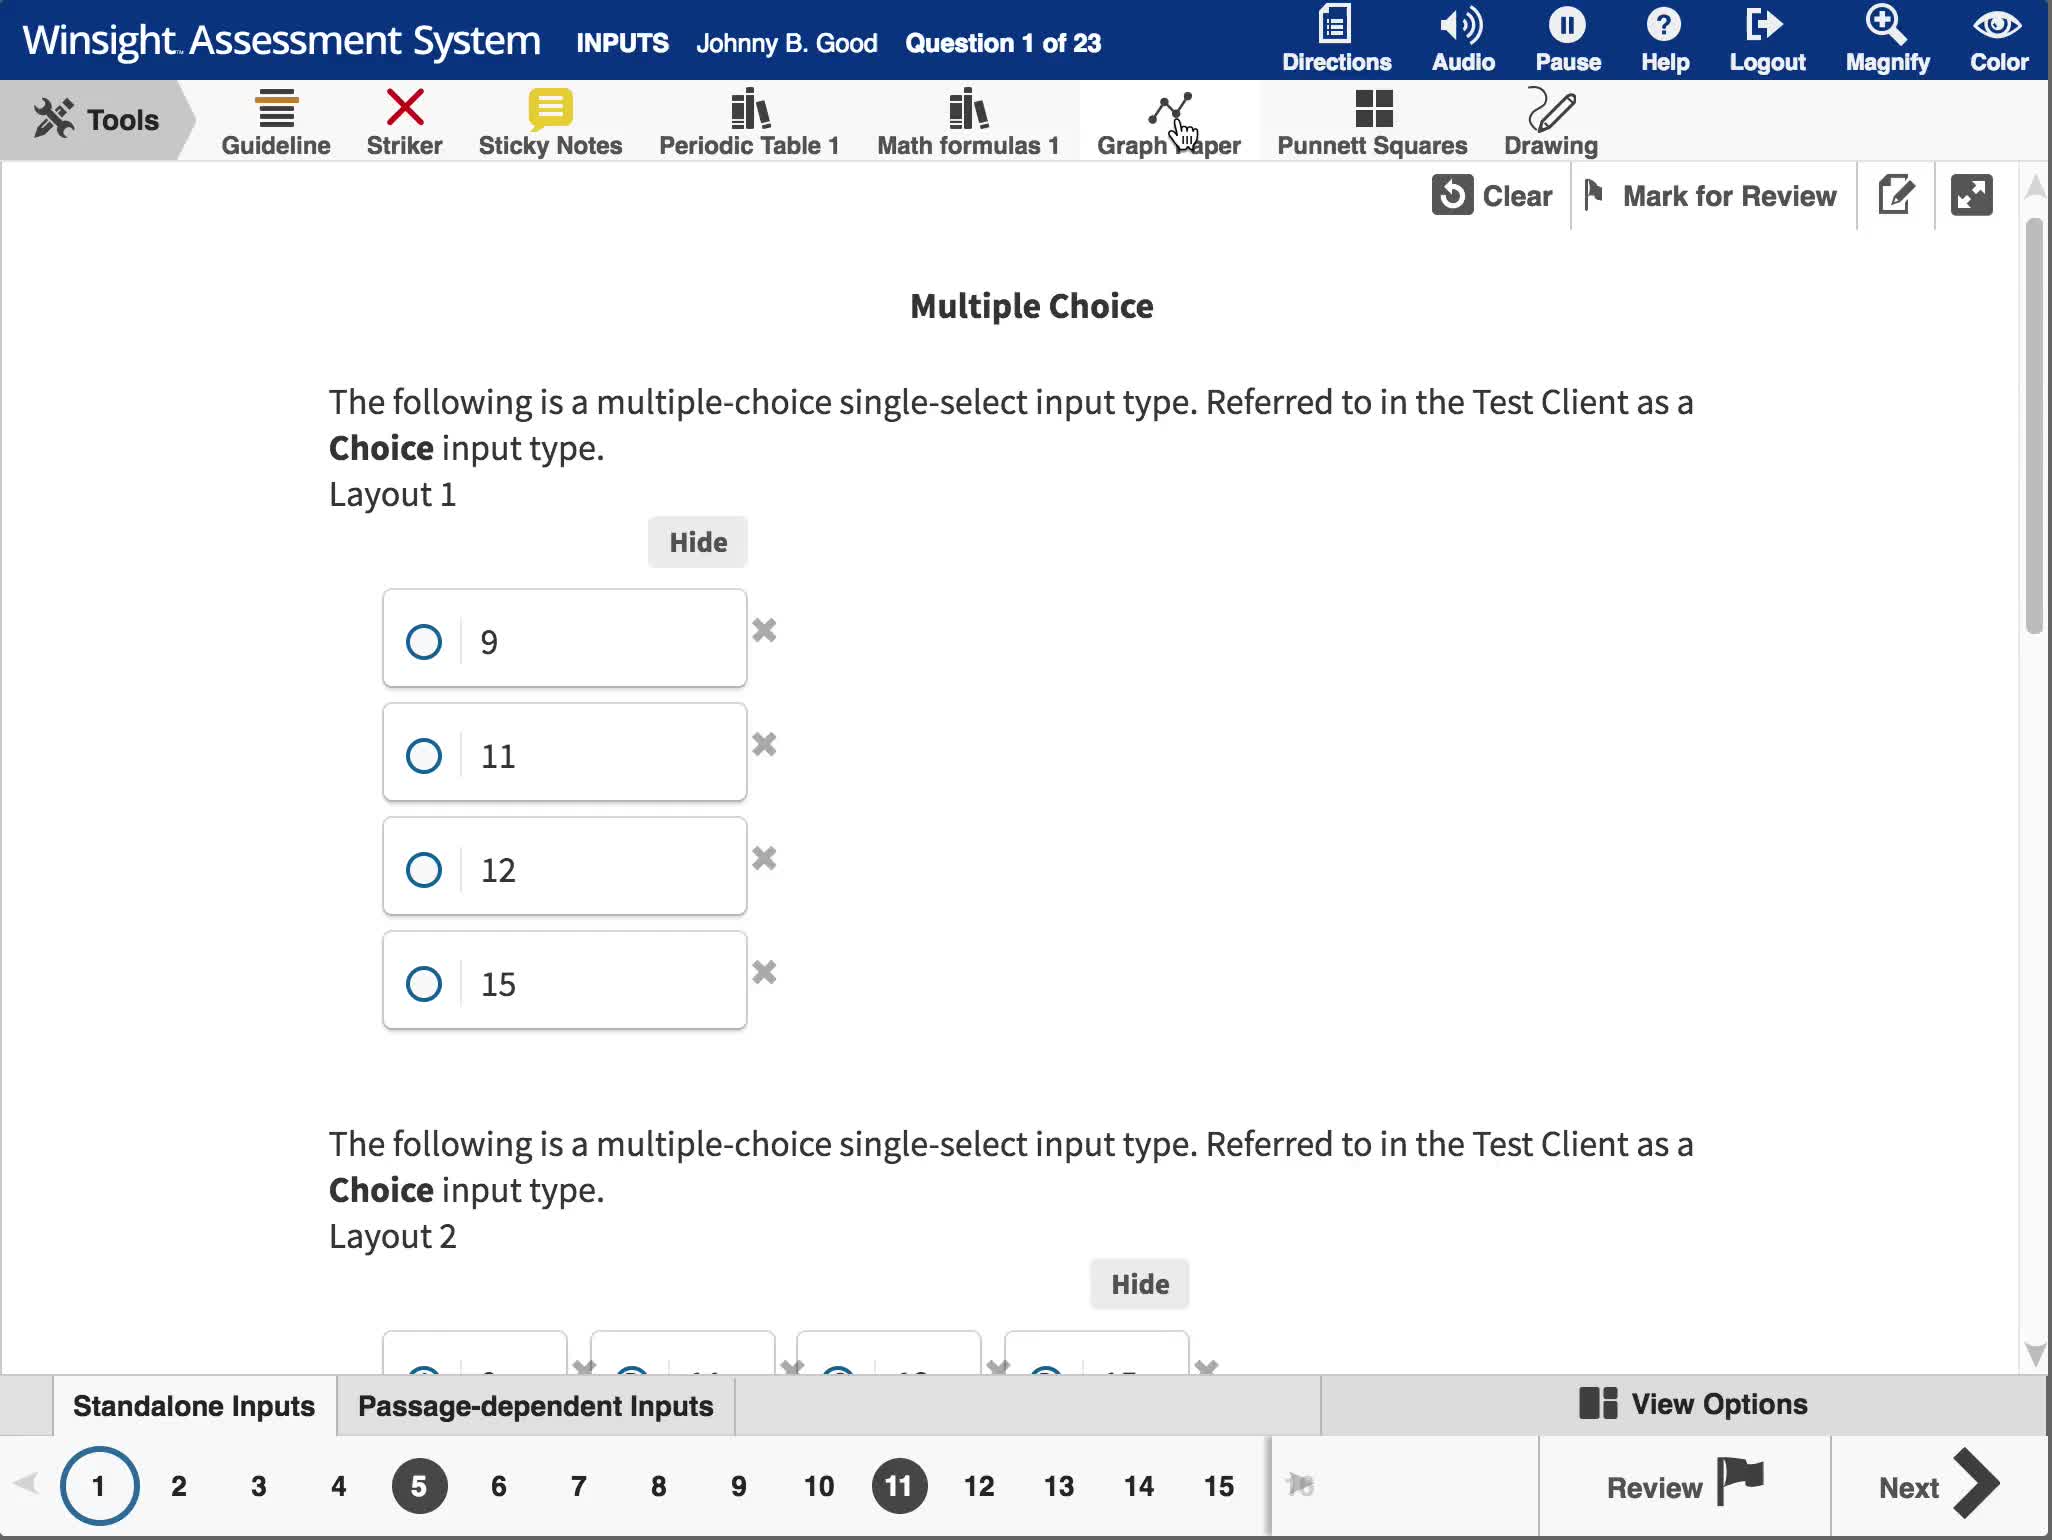 Winsight Assessment System INPUTS Johnny B. Good Question 1 of 23
Directions Audio Pause Help Logout Magnify Color
Tools Guideline Striker Sticky Notes Periodic Table 1 Math formulas 1 Graph Paper Punnett Squares Drawing
Clear Mark for Review
Multiple Choice
The following is a multiple-choice single-select input type. Referred to in the Test Client as a
Choice input type.
Layout 1
Hide
9
11
12
15
The following is a multiple-choice single-select input type. Referred to in the Test Client as a
Choice input type.
Layout 2
Hide
Standalone Inputs Passage-dependent Inputs View Options
1 2 3 4 5 6 7 8 9 10 11 12 13 14 15 Review Next